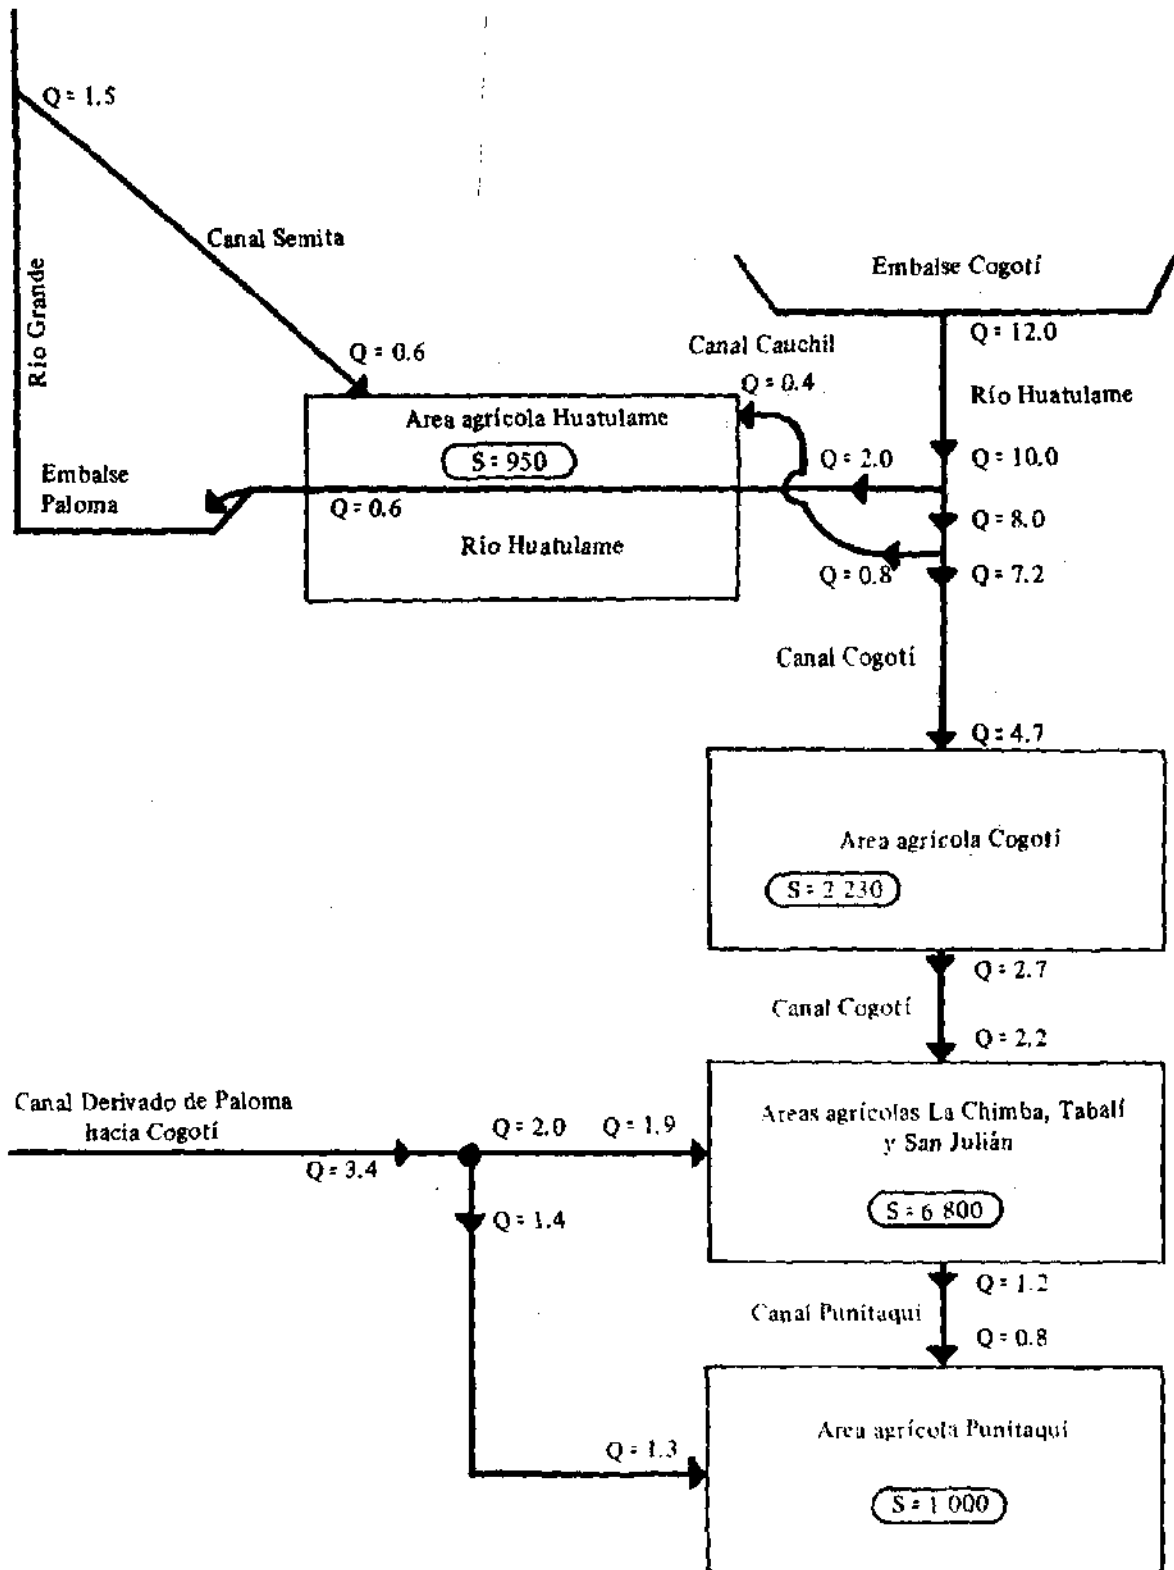 Q = 1.5
Canal Semita
Río Grande
Embalse Cogotí
Q = 12.0
Canal Cauchil
Q = 0.6
Q = 0.4
Río Huatulame
Area agrícola Huatulame
S = 950
Q = 2.0
Q = 10.0
Embalse
Paloma
Q = 0.6
Q = 8.0
Río Huatulame
Q = 0.8
Q = 7.2
Canal Cogotí
Q = 4.7
Area agrícola Cogotí
S = 2 230
Q = 2.7
Canal Cogotí
Q = 2.2
Canal Derivado de Paloma
hacia Cogotí
Q = 3.4
Q = 2.0
Q = 1.9
Areas agrícolas La Chimba, Tabalí
y San Julián
S = 6 800
Q = 1.4
Q = 1.2
Canal Punitaqui
Q = 0.8
Area agrícola Punitaqui
Q = 1.3
S = 1 000